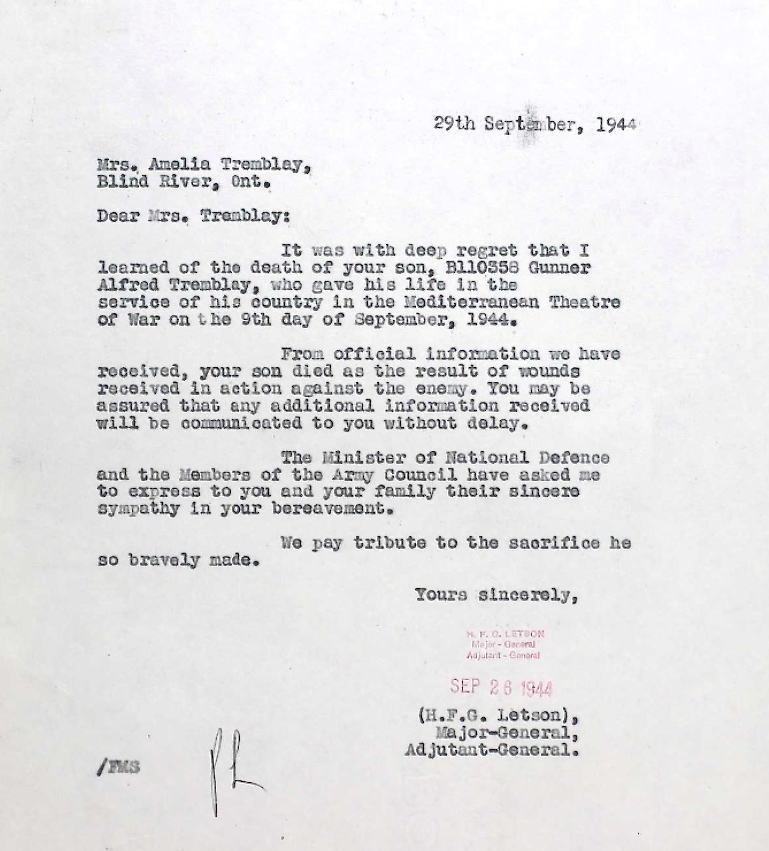 29th September, 1944
Mrs. Amelia Tremblay,
Blind River, Ont.
Dear Mrs. Tremblay:
It was with deep regret that I
learned of the death of your son, B110358 Gunner
Alfred Tremblay, who gave his life in the
service of his country in the Mediterranean Theatre
of War on the 9th day of September, 1944.
From official information we have
received, your son died as the result of wounds
received in action against the enemy. You may be
assured that any additional information received
will be communicated to you without delay.
The Minister of National Defence
and the Members of the Army Council have asked me
to express to you and your family their sincere
sympathy in your bereavement.
We pay tribute to the sacrifice he
so bravely made.
Yours sincerely,
H. F. G. LETSON
Major - General
Adjutant - General
SEP 26 1944
(H.F.G. Letson),
Major-General,
Adjutant-General.
/FMS